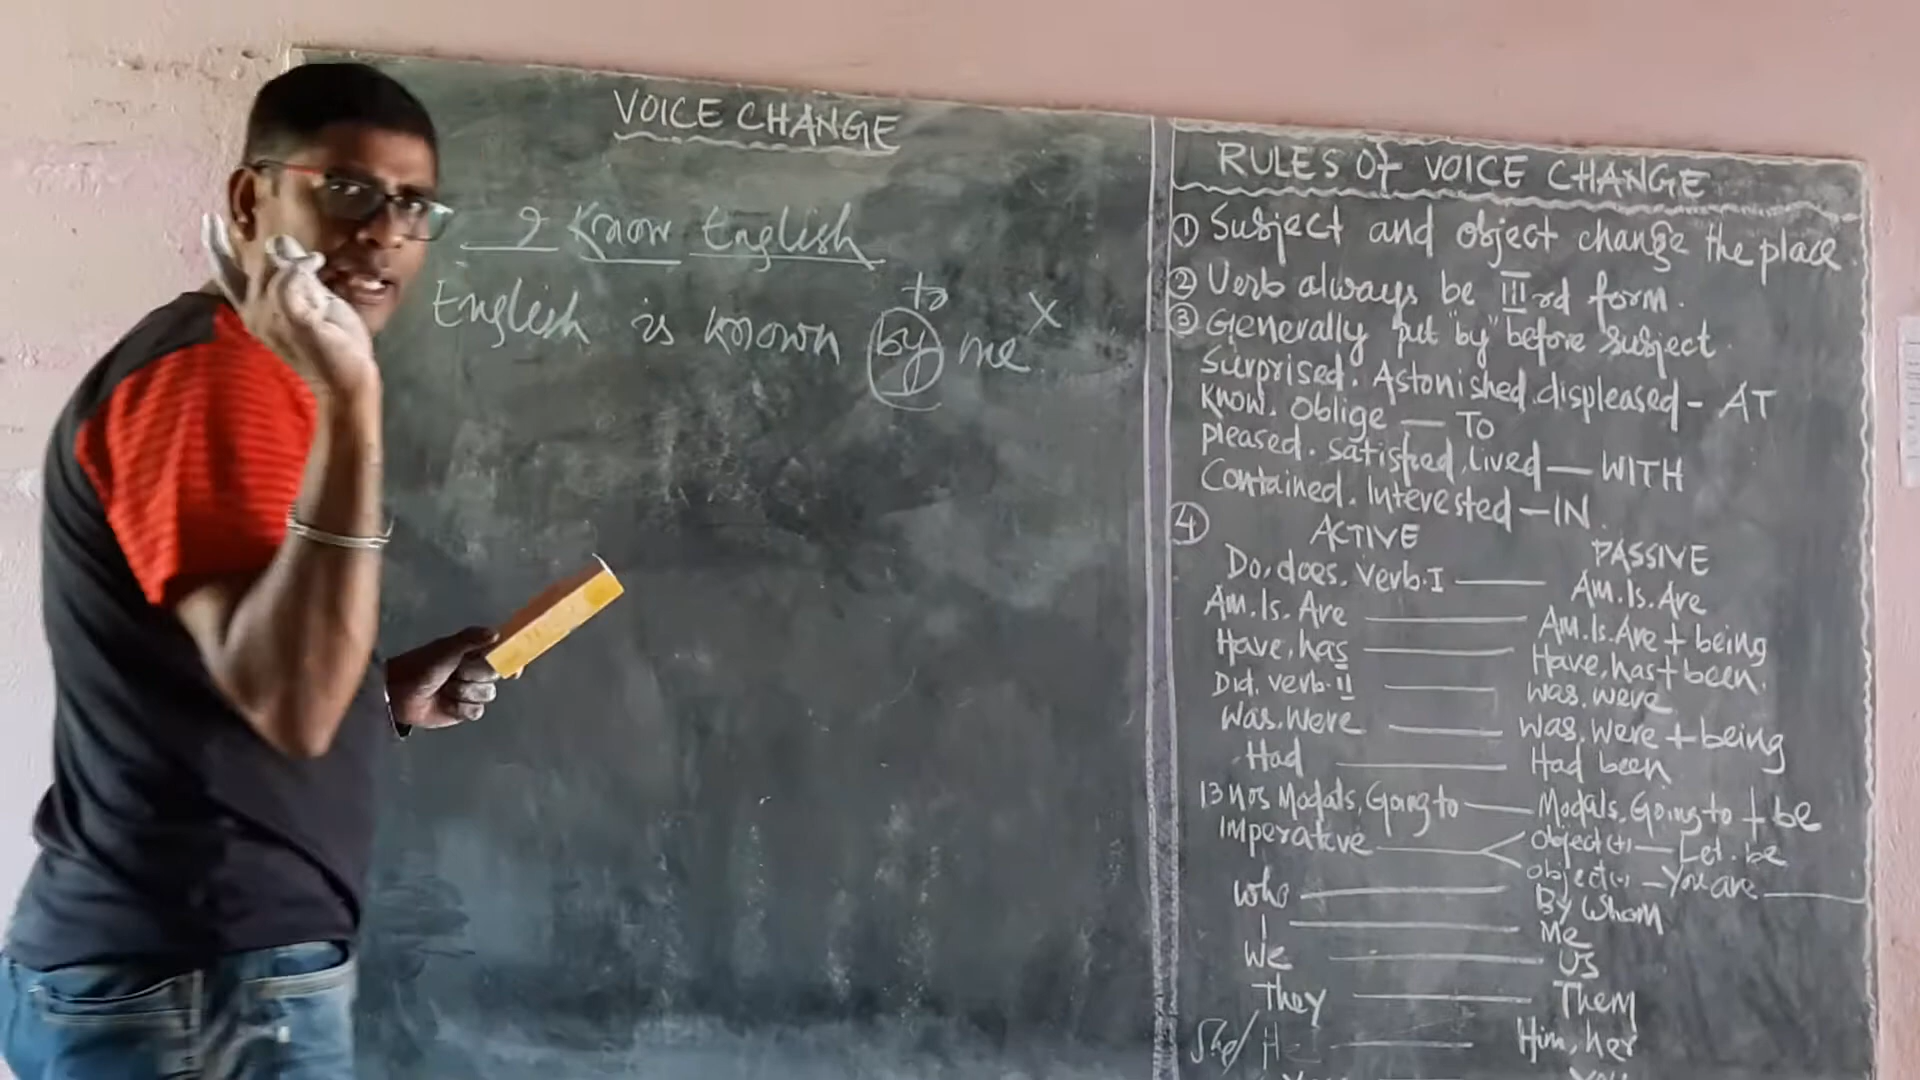 VOICE CHANGE
I Know English
to
English is known by me X
RULES Of VOICE CHANGE
① Subject and object change the place.
② Verb always be IIIrd form.
③ Generally put "by" before subject.
Surprised. Astonished, displeased - AT
Know. Oblige — To
pleased. satisfied, lived — WITH
Contained. Interested — IN.
④ ACTIVE PASSIVE
Do, does, Verb.I — Am. Is. Are
Am. Is. Are — Am. Is. Are + being
Have, has — Have, has + been.
Did, verb.II — was. were
Was. Were — was. were + being
Had — Had been
13 nos Modals, Going to — Modals. Going to + be
Imperative — Object(+) — Let. be
object(-) — You are —
Who — By Whom
I — Me
We — Us
They — Them
She/ H — Him, her